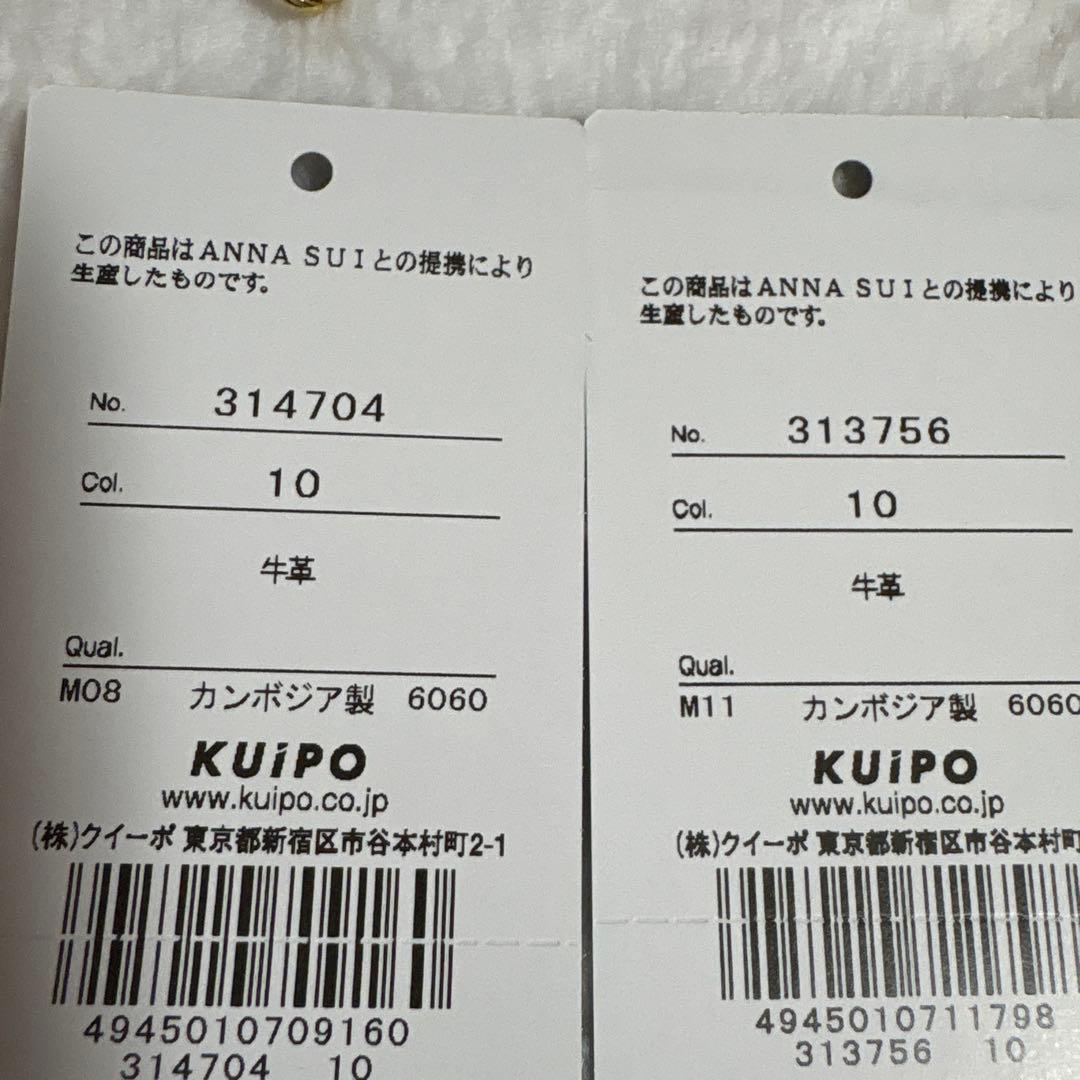 この商品はANNA SUIとの提携により
生産したものです。
No. 314704
Col. 10
牛革
Qual.
M08 カンボジア製 6060
KUiPO
www.kuipo.co.jp
(株)クイーポ 東京都新宿区市谷本村町2-1
4945010709160
314704 10
この商品はANNA SUIとの提携により
生産したものです。
No. 313756
Col. 10
牛革
Qual.
M11 カンボジア製 6060
KUiPO
www.kuipo.co.jp
(株)クイーポ 東京都新宿区市谷本村町
4945010711798
313756 10